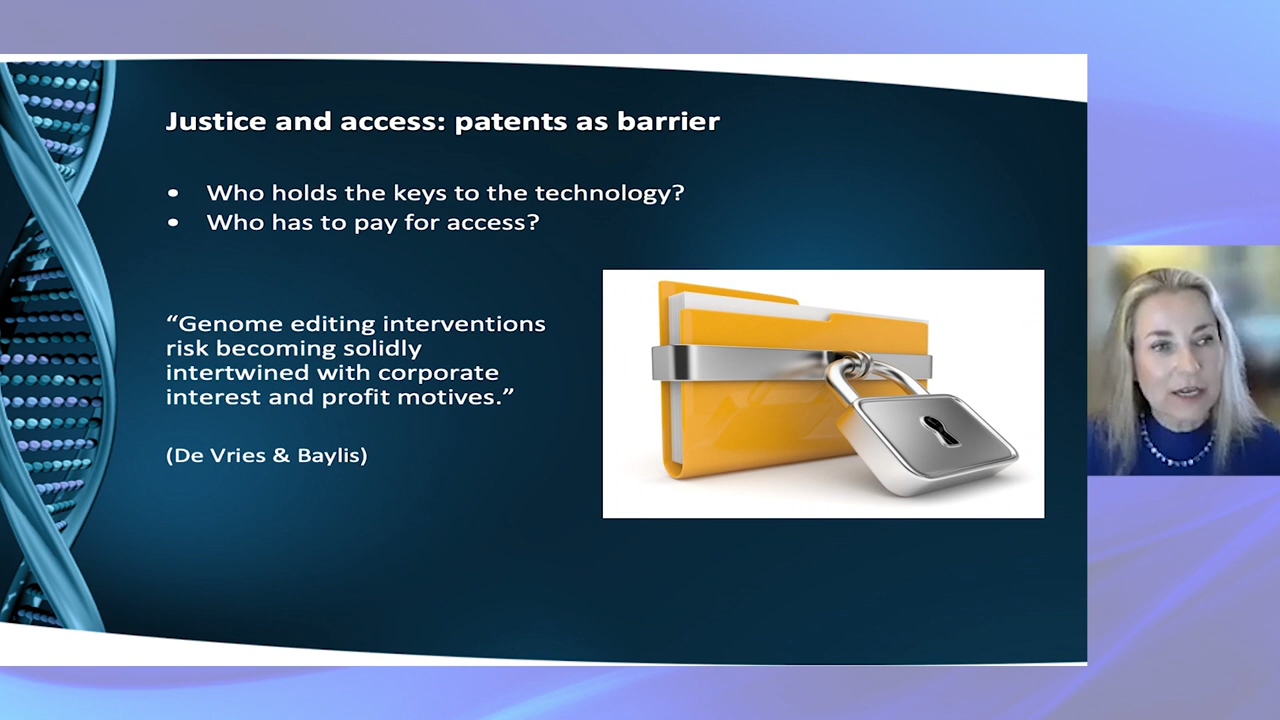 Justice and access: patents as barrier
• Who holds the keys to the technology?
• Who has to pay for access?
“Genome editing interventions
risk becoming solidly
intertwined with corporate
interest and profit motives.”
(De Vries & Baylis)